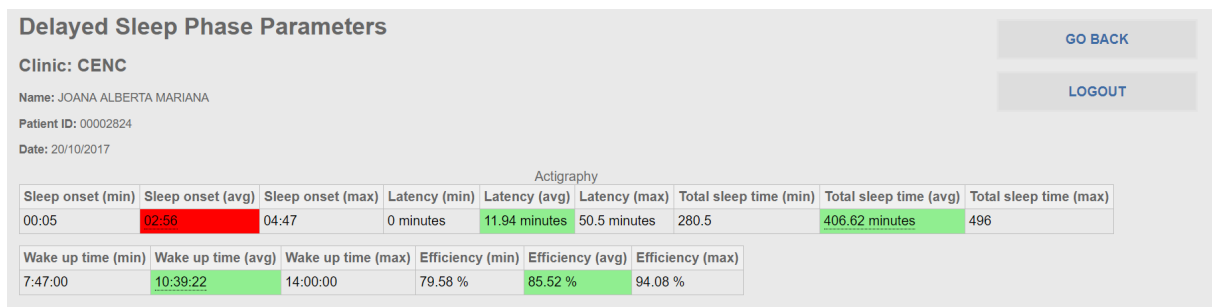 Delayed Sleep Phase Parameters
GO BACK
Clinic: CENC
LOGOUT
Name: JOANA ALBERTA MARIANA
Patient ID: 00002824
Date: 20/10/2017
Actigraphy
Sleep onset (min) Sleep onset (avg) Sleep onset (max) Latency (min) Latency (avg) Latency (max) Total sleep time (min) Total sleep time (avg) Total sleep time (max)
00:05 02:56 04:47 0 minutes 11.94 minutes 50.5 minutes 280.5 406.62 minutes 496
Wake up time (min) Wake up time (avg) Wake up time (max) Efficiency (min) Efficiency (avg) Efficiency (max)
7:47:00 10:39:22 14:00:00 79.58 % 85.52 % 94.08 %